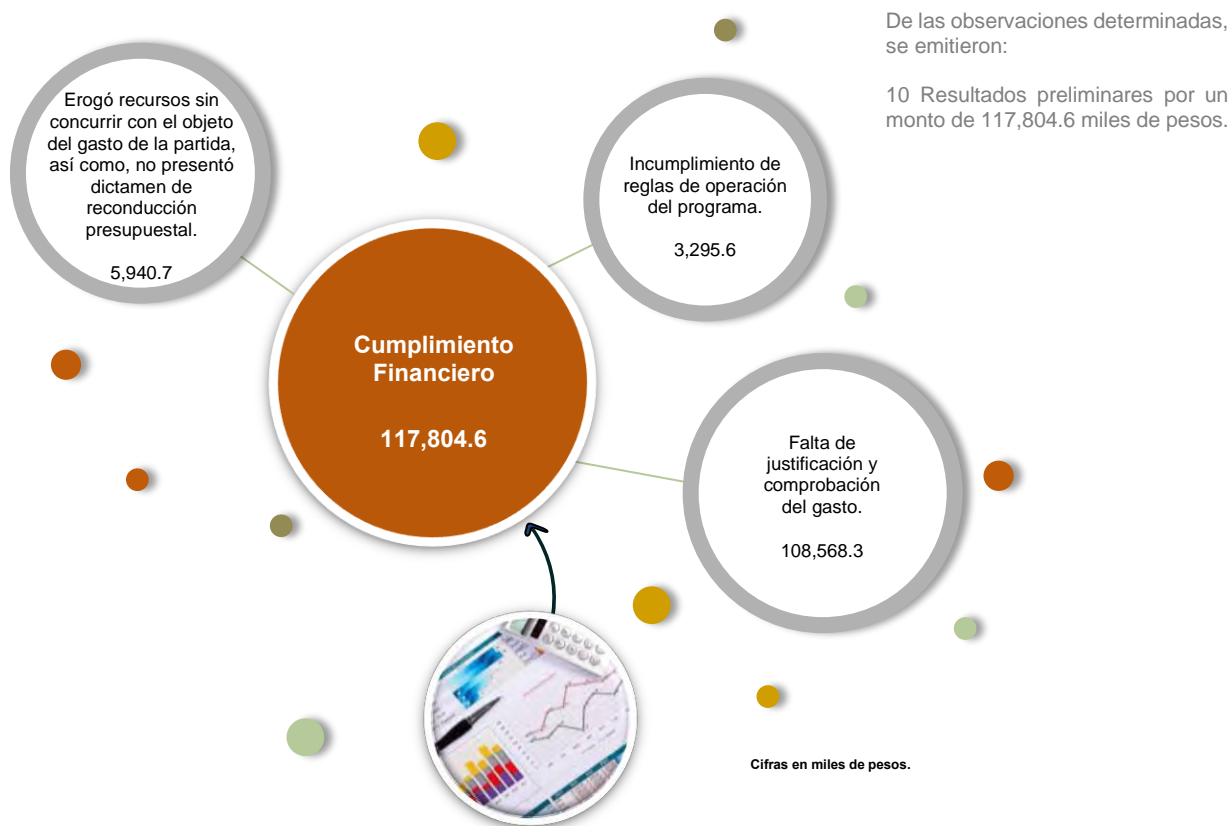 De las observaciones determinadas,
se emitieron:
10 Resultados preliminares por un
monto de 117,804.6 miles de pesos.
Erogó recursos sin
concurrir con el objeto
del gasto de la partida,
así como, no presentó
dictamen de
reconducción
presupuestal.
5,940.7
Incumplimiento de
reglas de operación
del programa.
3,295.6
Cumplimiento
Financiero
117,804.6
Falta de
justificación y
comprobación
del gasto.
108,568.3
Cifras en miles de pesos.